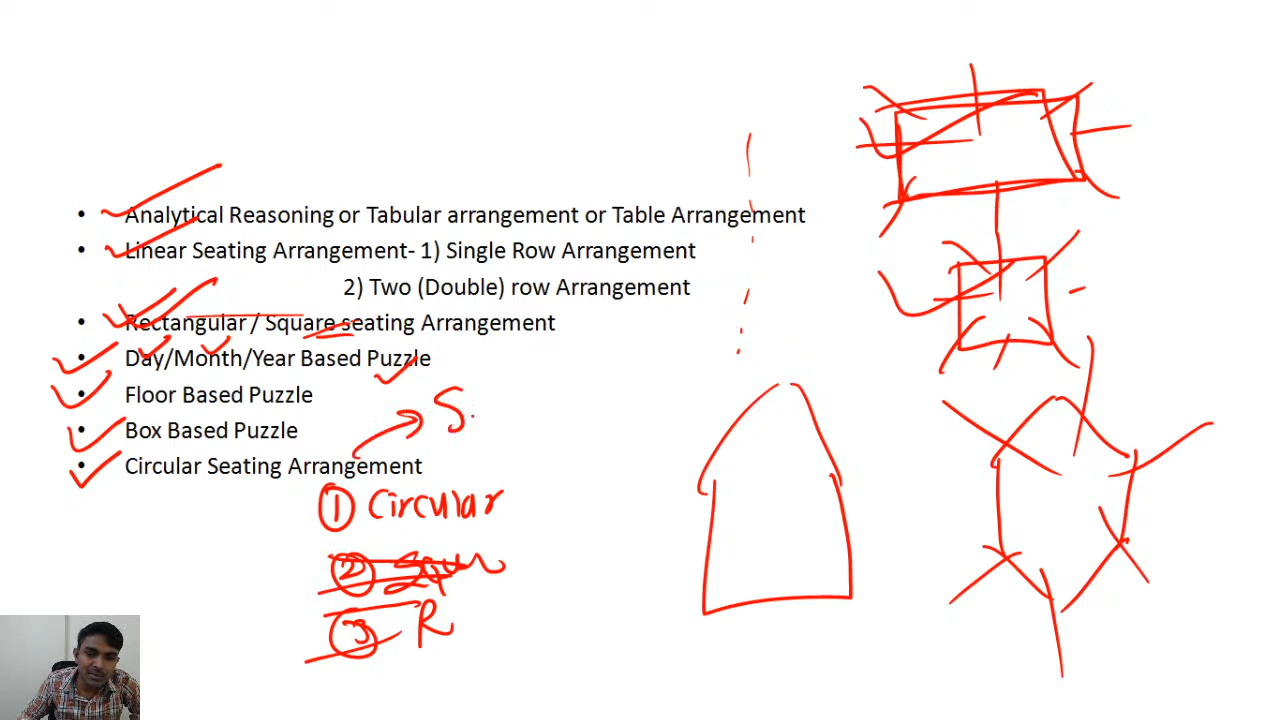 • Analytical Reasoning or Tabular arrangement or Table Arrangement
• Linear Seating Arrangement- 1) Single Row Arrangement
2) Two (Double) row Arrangement
• Rectangular / Square seating Arrangement
• Day/Month/Year Based Puzzle
• Floor Based Puzzle
• Box Based Puzzle
• Circular Seating Arrangement
S
1 Circular
2
3 R